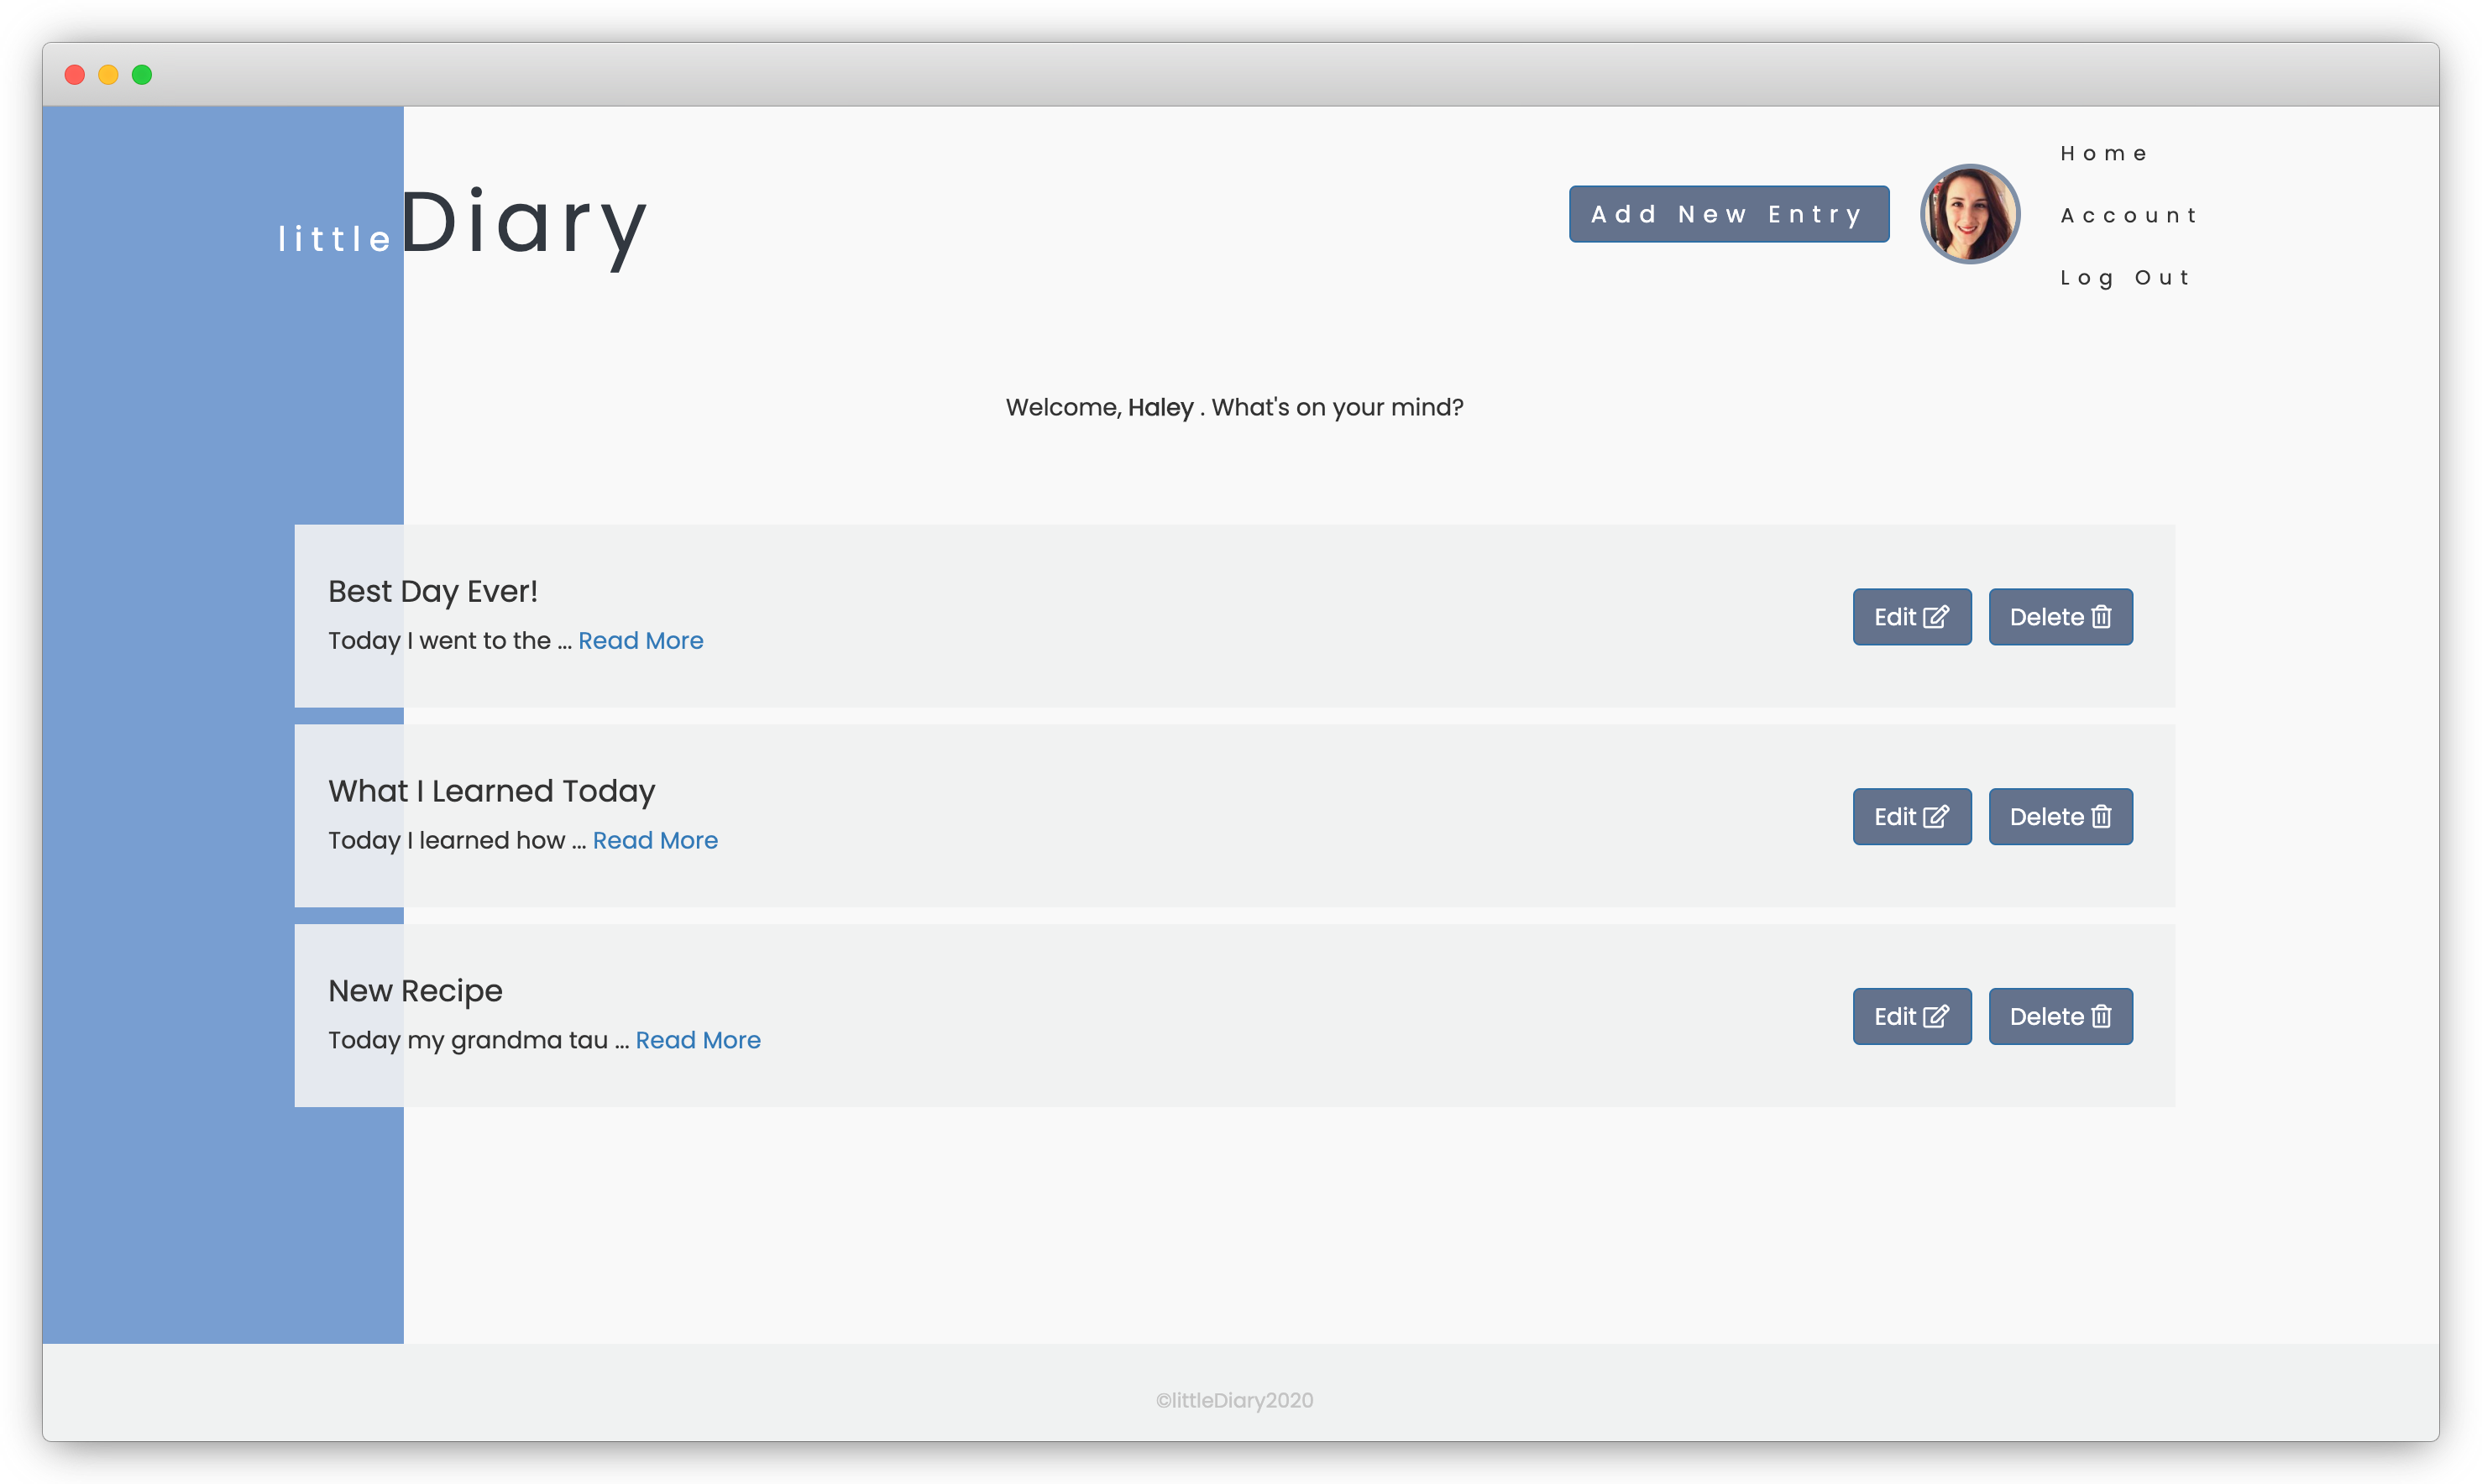 Home
little Diary
Add New Entry
Account
Log Out
Welcome, Haley . What's on your mind?
Best Day Ever!
Today I went to the ... Read More
Edit
Delete
What I Learned Today
Today I learned how ... Read More
Edit
Delete
New Recipe
Today my grandma tau ... Read More
Edit
Delete
©littleDiary2020